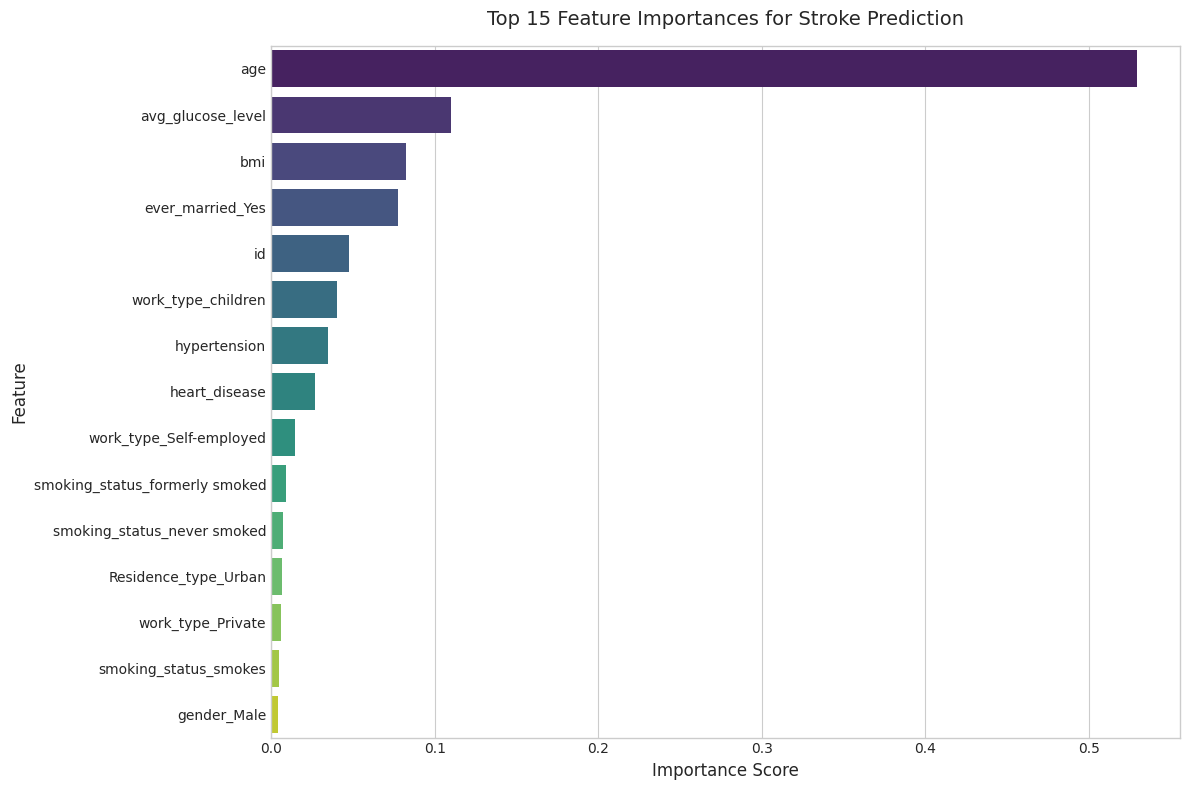 Top 15 Feature Importances for Stroke Prediction
age
avg_glucose_level
bmi
ever_married_Yes
id
work_type_children
hypertension
heart_disease
work_type_Self-employed
smoking_status_formerly smoked
smoking_status_never smoked
Residence_type_Urban
work_type_Private
smoking_status_smokes
gender_Male
Feature
0.0 0.1 0.2 0.3 0.4 0.5
Importance Score